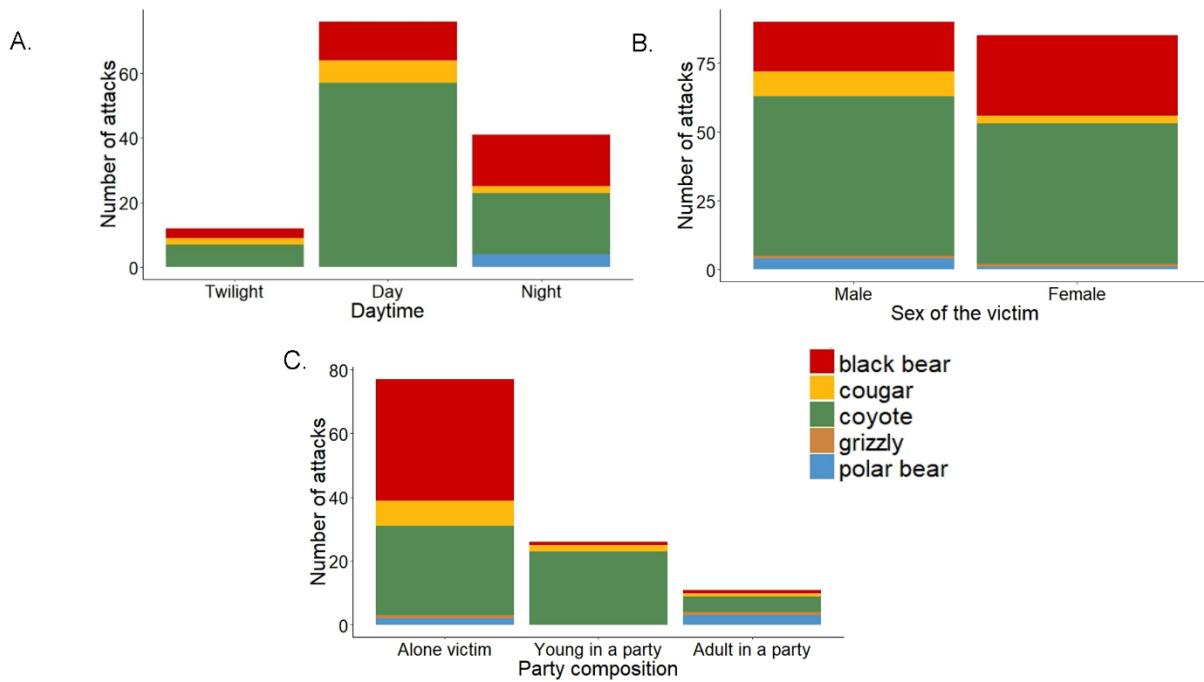 A.
Number of attacks
60
40
20
0
Twilight Day Night
Daytime
B.
Number of attacks
75
50
25
0
Male Female
Sex of the victim
C.
Number of attacks
80
60
40
20
0
Alone victim Young in a party Adult in a party
Party composition
black bear
cougar
coyote
grizzly
polar bear